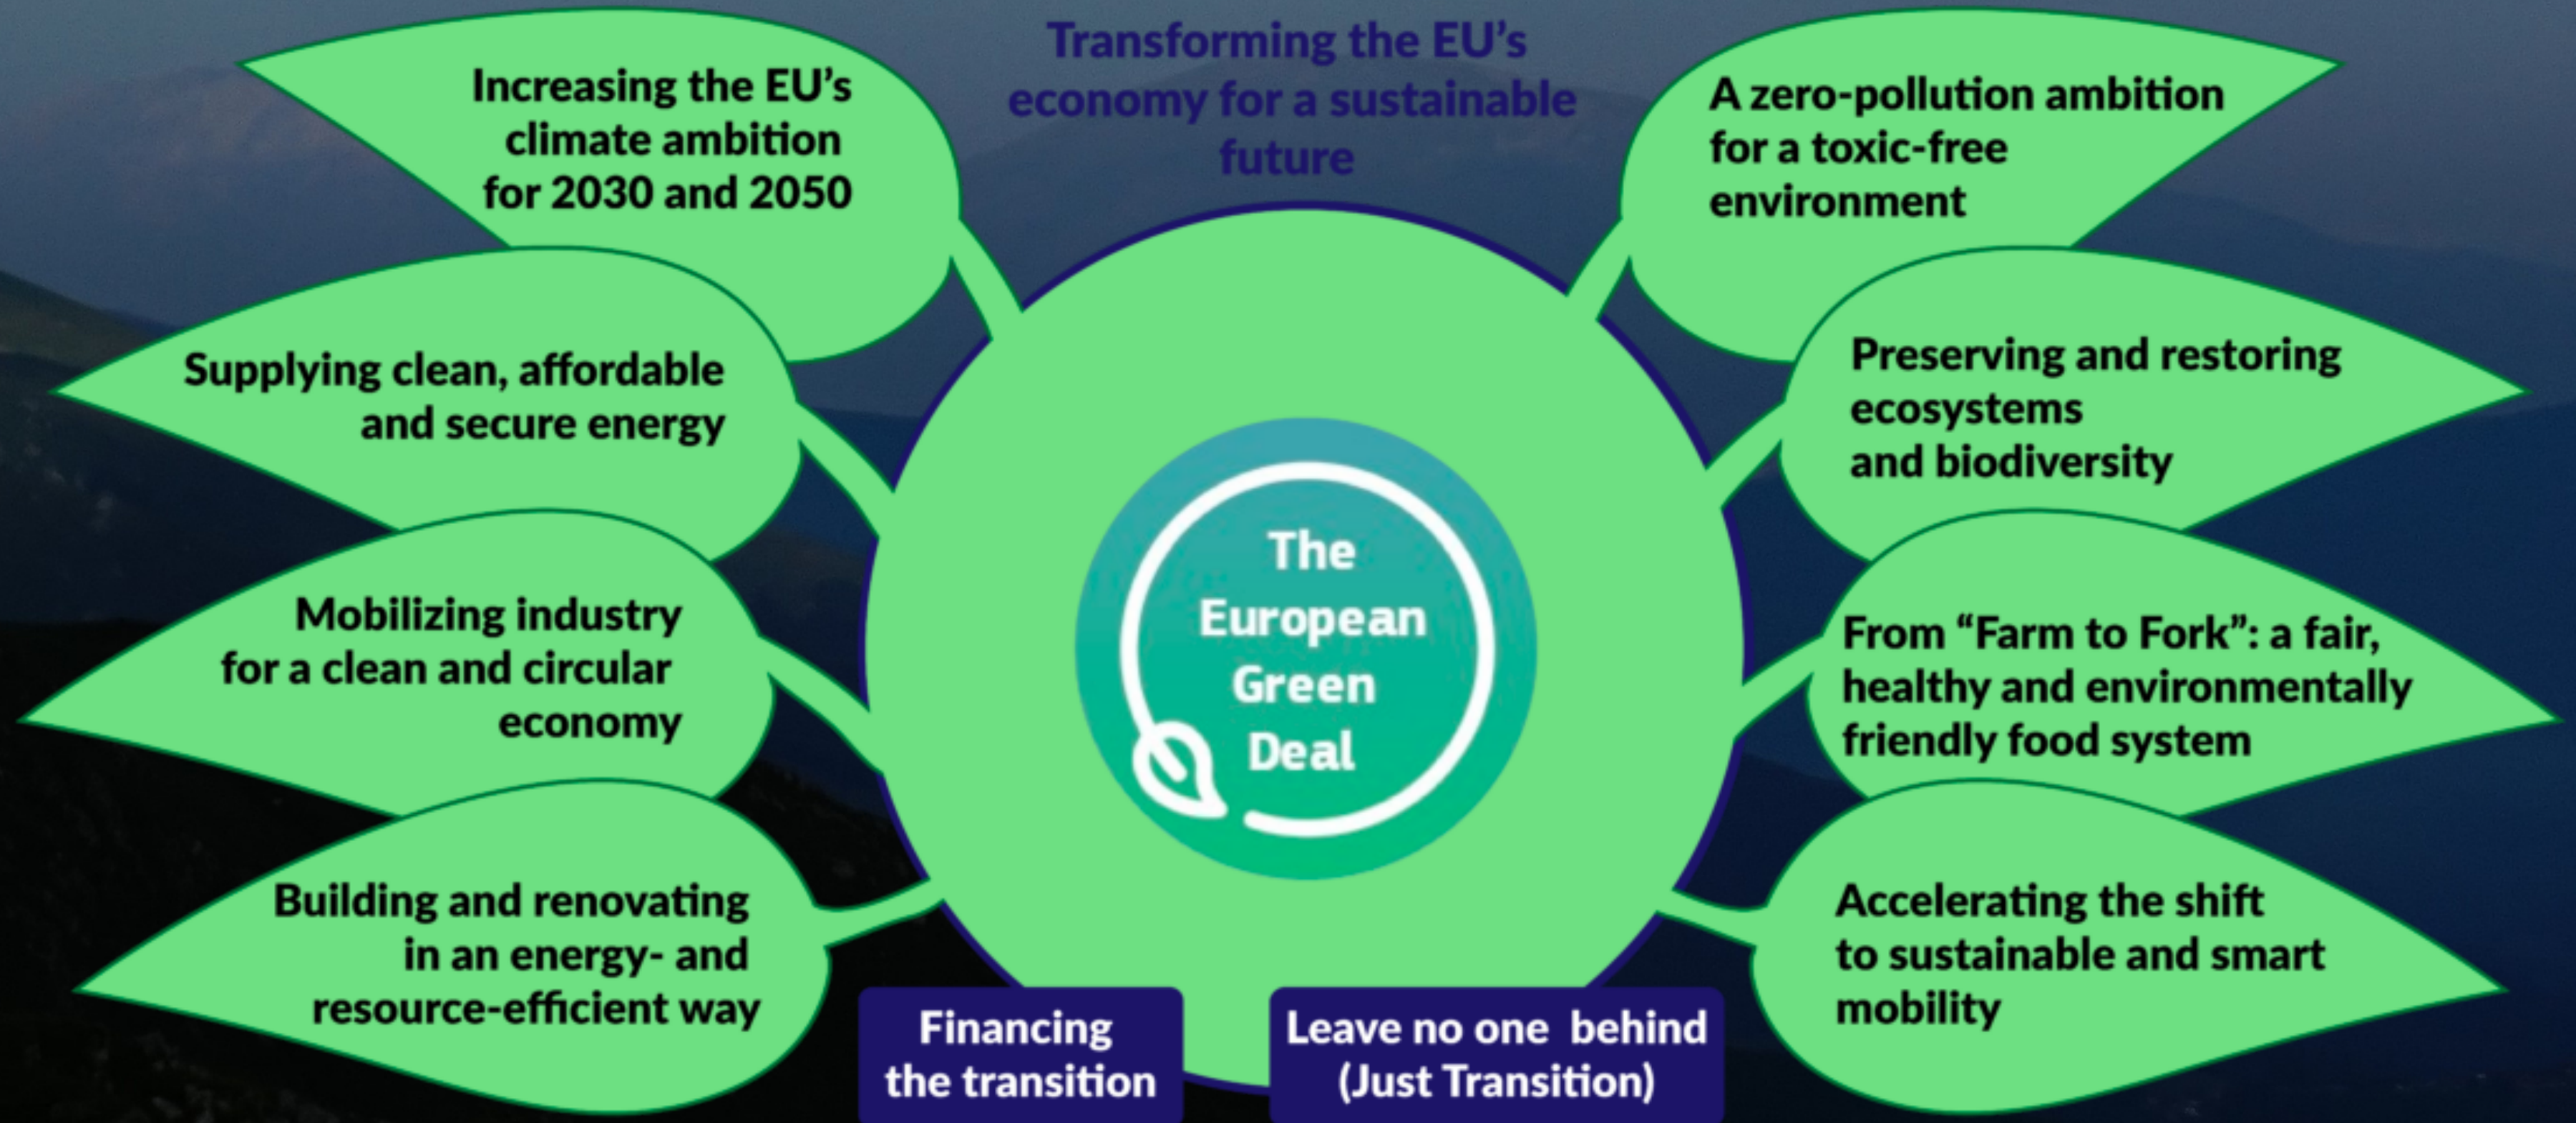 Transforming the EU's
economy for a sustainable
future
Increasing the EU's
climate ambition
for 2030 and 2050
Supplying clean, affordable
and secure energy
Mobilizing industry
for a clean and circular
economy
Building and renovating
in an energy- and
resource-efficient way
The
European
Green
Deal
A zero-pollution ambition
for a toxic-free
environment
Preserving and restoring
ecosystems
and biodiversity
From “Farm to Fork”: a fair,
healthy and environmentally
friendly food system
Accelerating the shift
to sustainable and smart
mobility
Financing
the transition
Leave no one behind
(Just Transition)